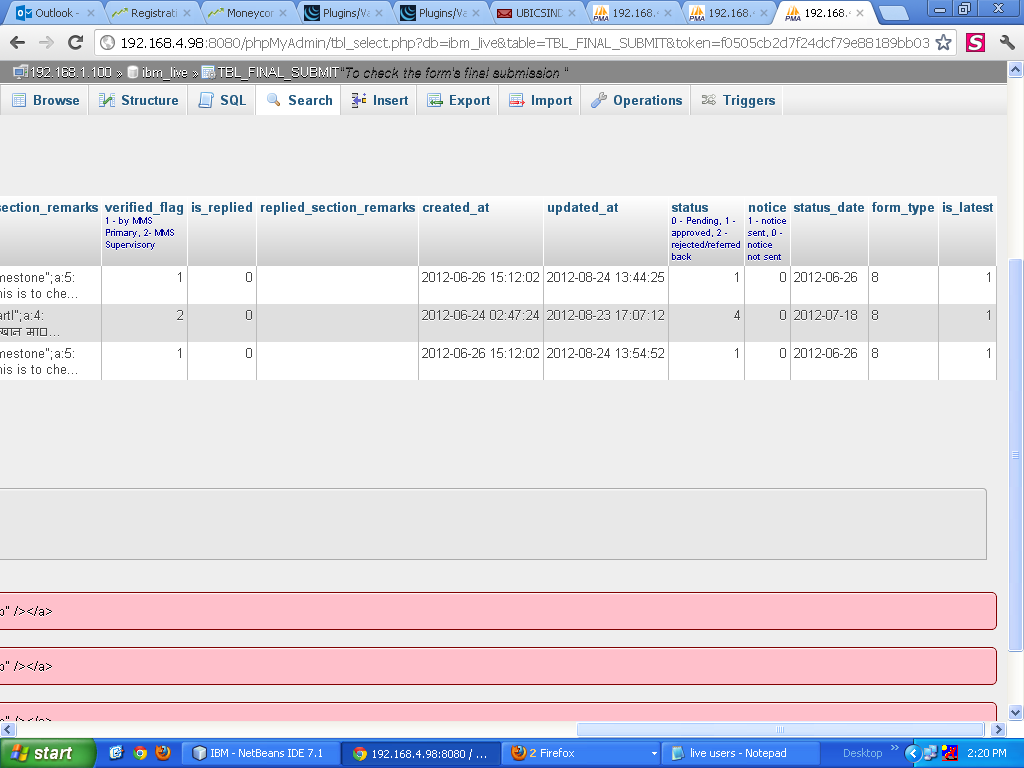 Outlook -
Registrati
Moneycor
Plugins/Va
Plugins/Va
UBICSIND
192.168.
192.168.
192.168.
192.168.4.98:8080/phpMyAdmin/tbl_select.php?db=ibm_live&table=TBL_FINAL_SUBMIT&token=f0505cb2d7f24dcf79e88189bb03
192.168.1.100 » ibm_live » TBL_FINAL_SUBMIT "To check the form's final submission "
Browse Structure SQL Search Insert Export Import Operations Triggers
section_remarks verified_flag is_replied replied_section_remarks created_at updated_at status notice status_date form_type is_latest
1 - by MMS Primary, 2- MMS Supervisory
0 - Pending, 1 - approved, 2 - rejected/referred back
1 - notice sent, 0 - notice not sent
mestone";a:5: 1 0 2012-06-26 15:12:02 2012-08-24 13:44:25 1 0 2012-06-26 8 1
his is to che...
artI";a:4: 2 0 2012-06-24 02:47:24 2012-08-23 17:07:12 4 0 2012-07-18 8 1
खान मा...
mestone";a:5: 1 0 2012-06-26 15:12:02 2012-08-24 13:54:52 1 0 2012-06-26 8 1
his is to che...
" /></a>
" /></a>
start
IBM - NetBeans IDE 7.1
192.168.4.98:8080 / ...
2 Firefox
live users - Notepad
Desktop »
2:20 PM